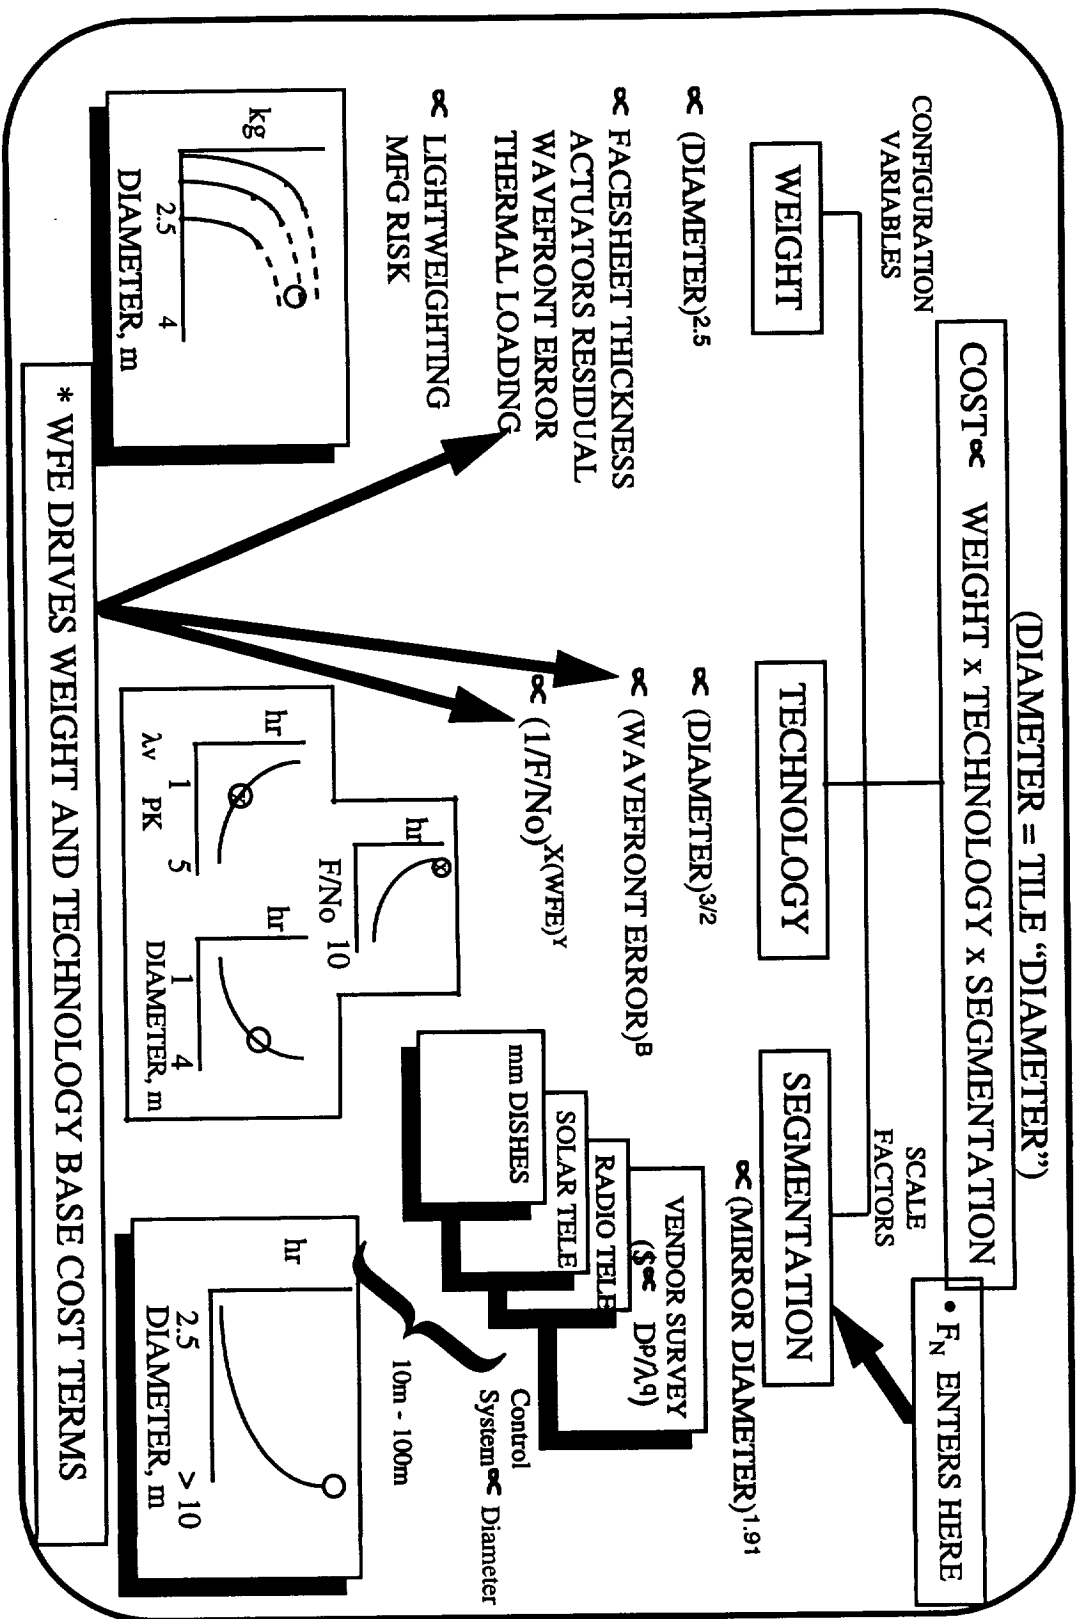 (DIAMETER = TILE “DIAMETER”)
COST∝ WEIGHT x TECHNOLOGY x SEGMENTATION
• F_N ENTERS HERE
CONFIGURATION
VARIABLES
SCALE
FACTORS
WEIGHT
∝ (DIAMETER)^2.5
∝ FACESHEET THICKNESS
ACTUATORS RESIDUAL
WAVEFRONT ERROR
THERMAL LOADING
∝ LIGHTWEIGHTING
MFG RISK
kg
2.5 4
DIAMETER, m
TECHNOLOGY
∝ (DIAMETER)^3/2
∝ (WAVEFRONT ERROR)^B
∝ (1/F/No)^X(WFE)^Y
hr
F/No 10
hr
1 5
λv PK
hr
1 4
DIAMETER, m
SEGMENTATION
∝ (MIRROR DIAMETER)^1.91
VENDOR SURVEY
($∝ D^p/λ^q)
RADIO TELE
SOLAR TELE
mm DISHES
Control
System∝ Diameter
10m - 100m
hr
2.5 > 10
DIAMETER, m
* WFE DRIVES WEIGHT AND TECHNOLOGY BASE COST TERMS